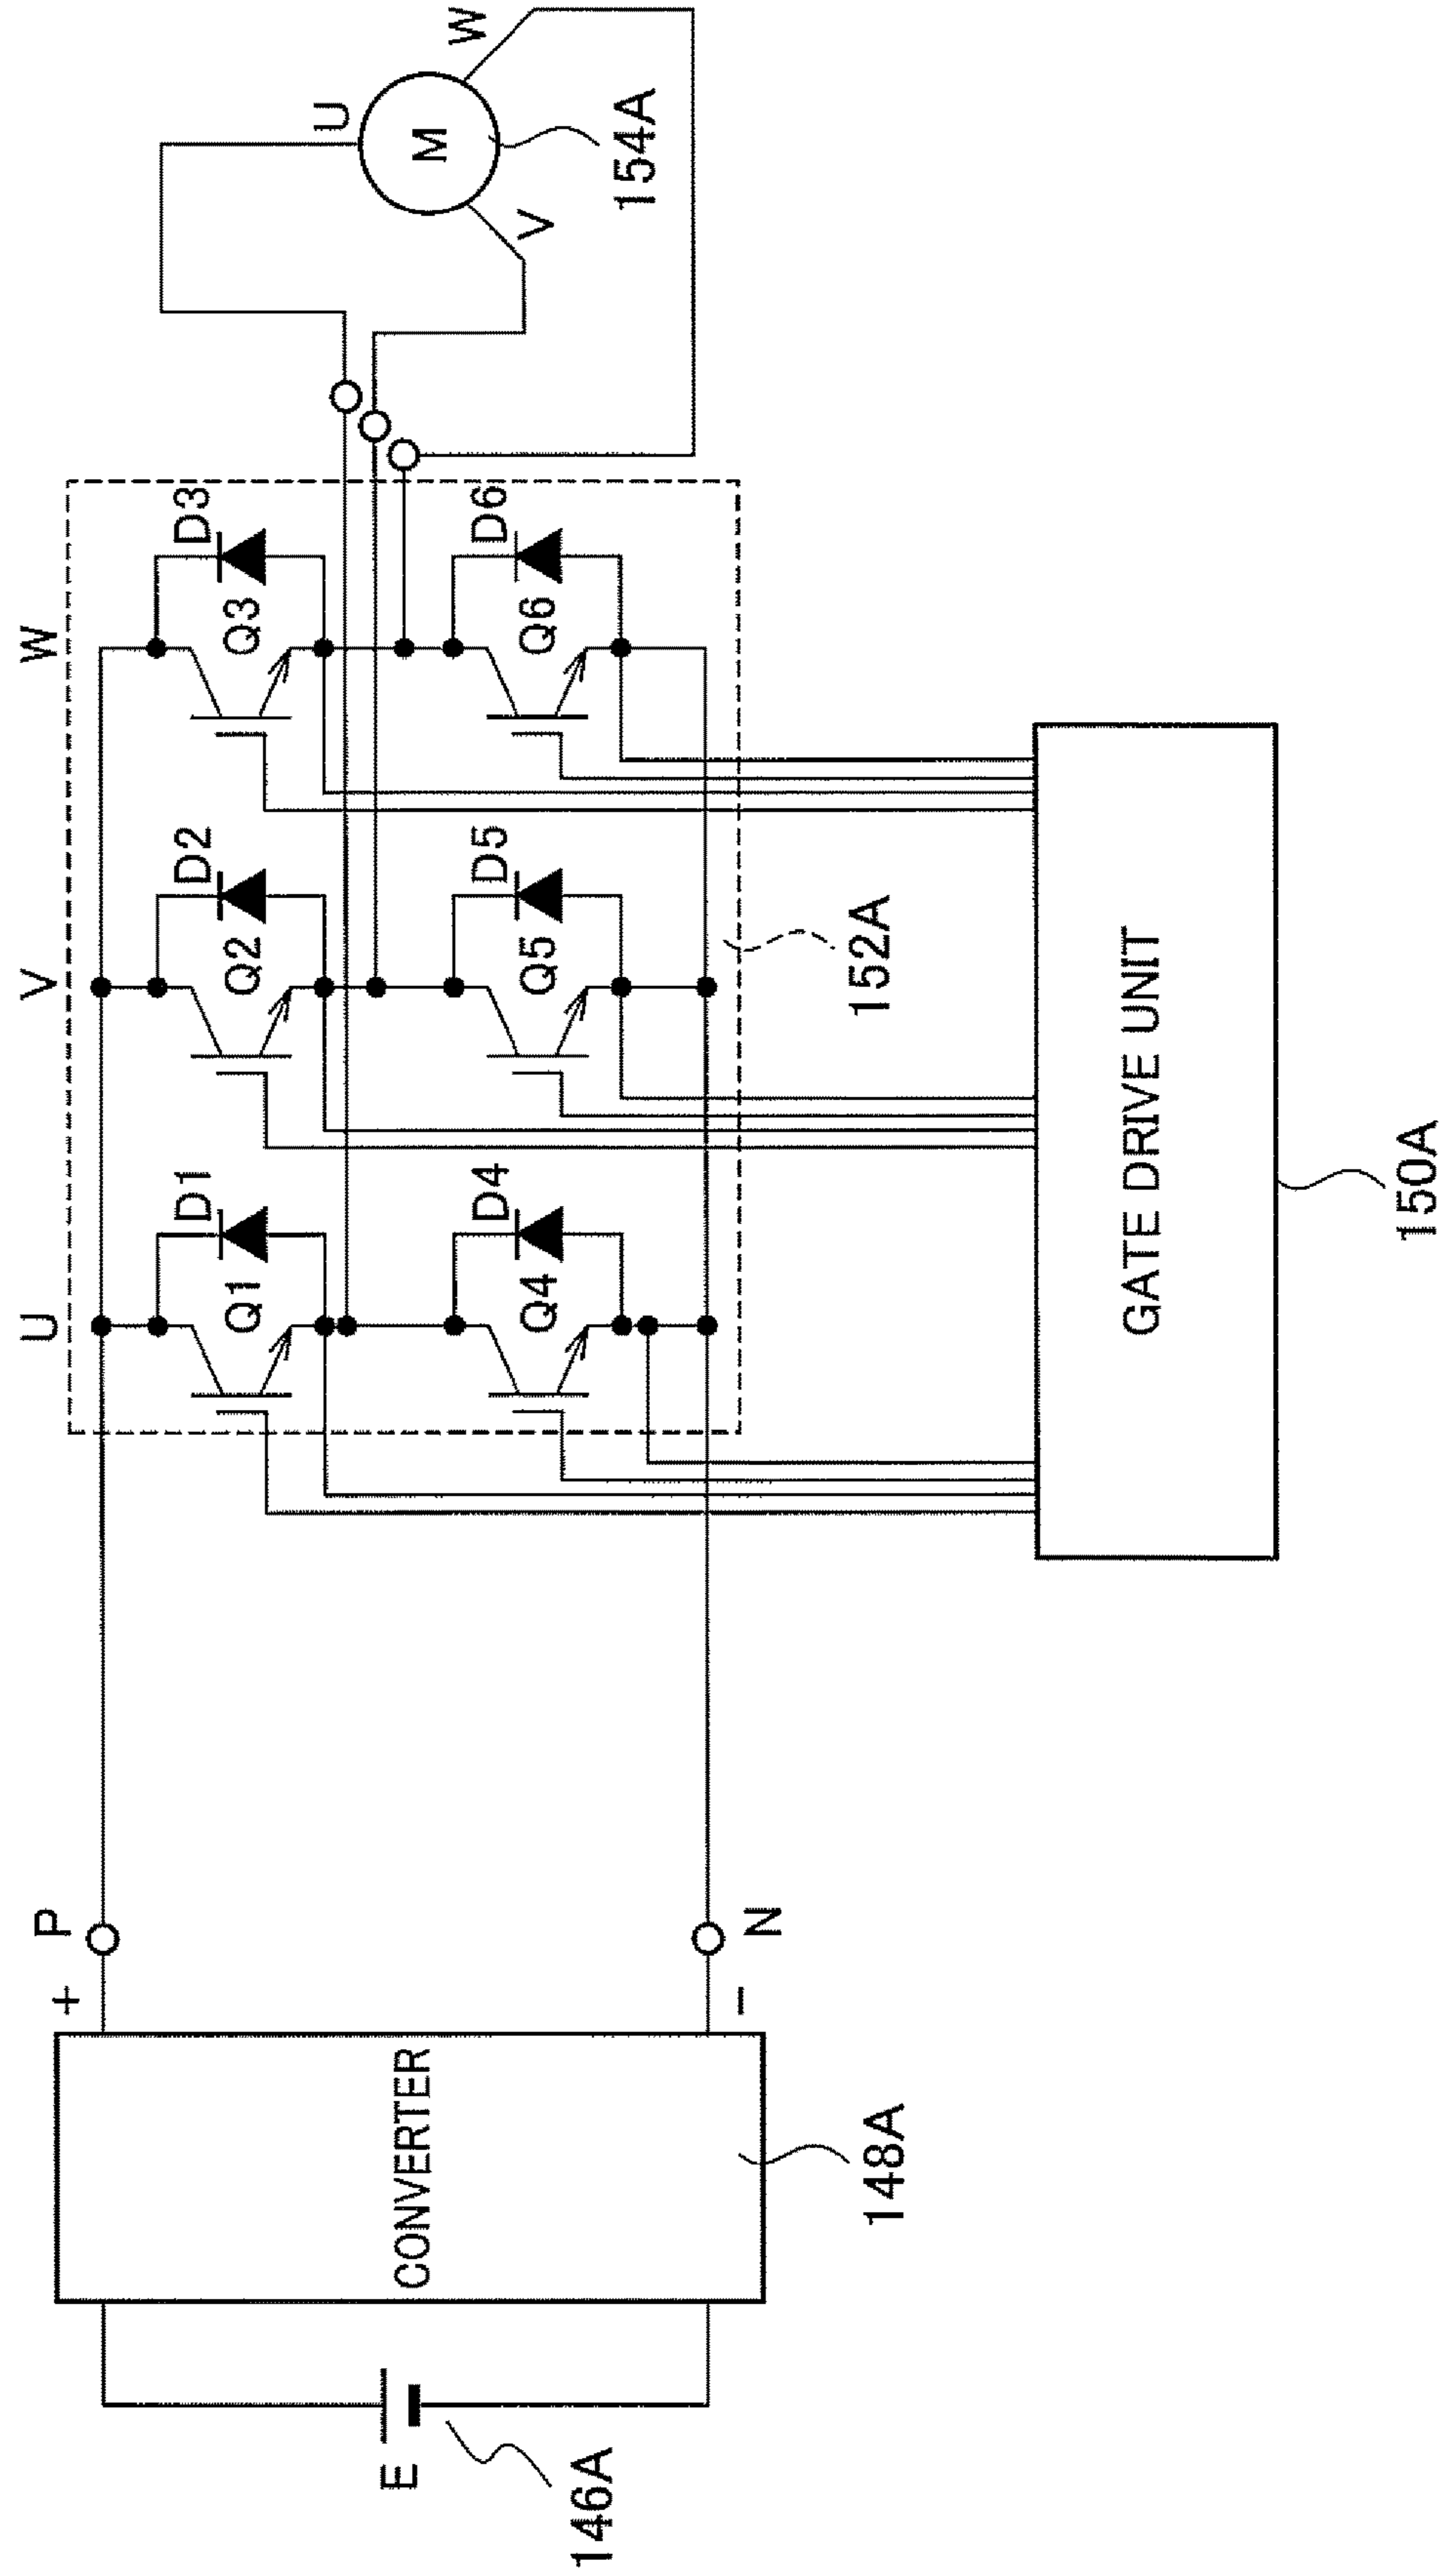 U
V
W
D1
D2
D3
Q1
Q2
Q3
D4
D5
D6
Q4
Q5
Q6
P
+
N
−
E
146A
CONVERTER
148A
152A
GATE DRIVE UNIT
150A
U
V
W
M
154A